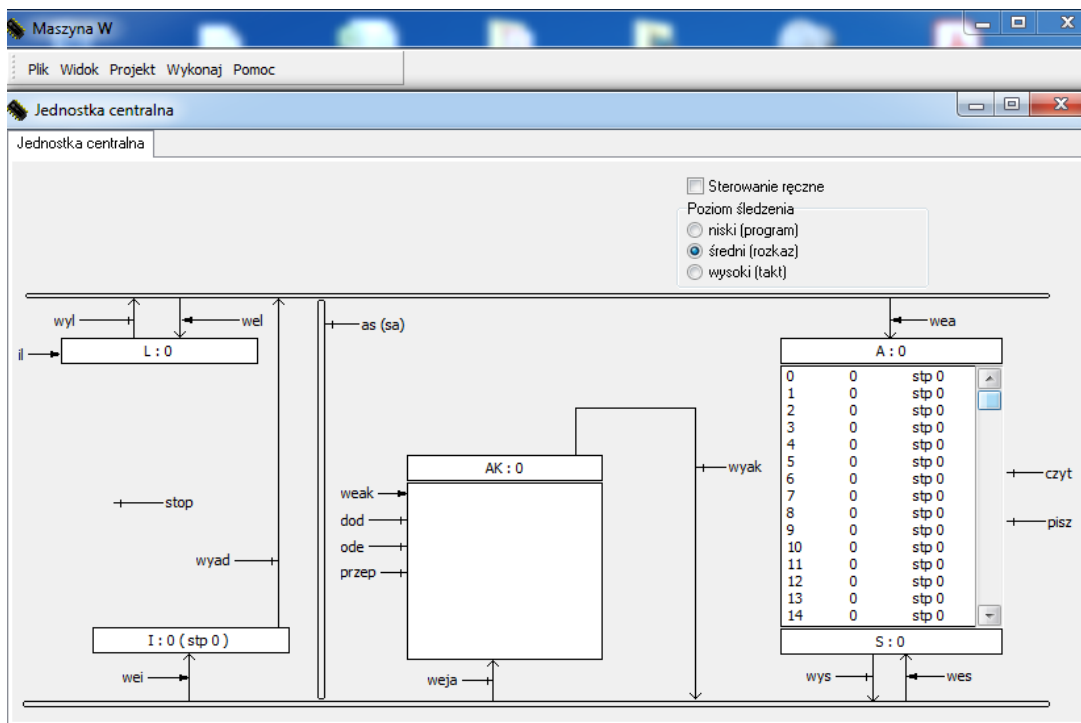 Maszyna W
Plik Widok Projekt Wykonaj Pomoc
Jednostka centralna
Jednostka centralna
Sterowanie ręczne
Poziom śledzenia
niski (program)
średni (rozkaz)
wysoki (takt)
wyl
wel
as (sa)
wea
il
L : 0
A : 0
0 0 stp 0
1 0 stp 0
2 0 stp 0
3 0 stp 0
4 0 stp 0
5 0 stp 0
6 0 stp 0
7 0 stp 0
8 0 stp 0
9 0 stp 0
10 0 stp 0
11 0 stp 0
12 0 stp 0
13 0 stp 0
14 0 stp 0
AK : 0
wyak
czyt
weak
stop
dod
pisz
ode
wyad
przep
I : 0 ( stp 0 )
S : 0
wei
weja
wys
wes